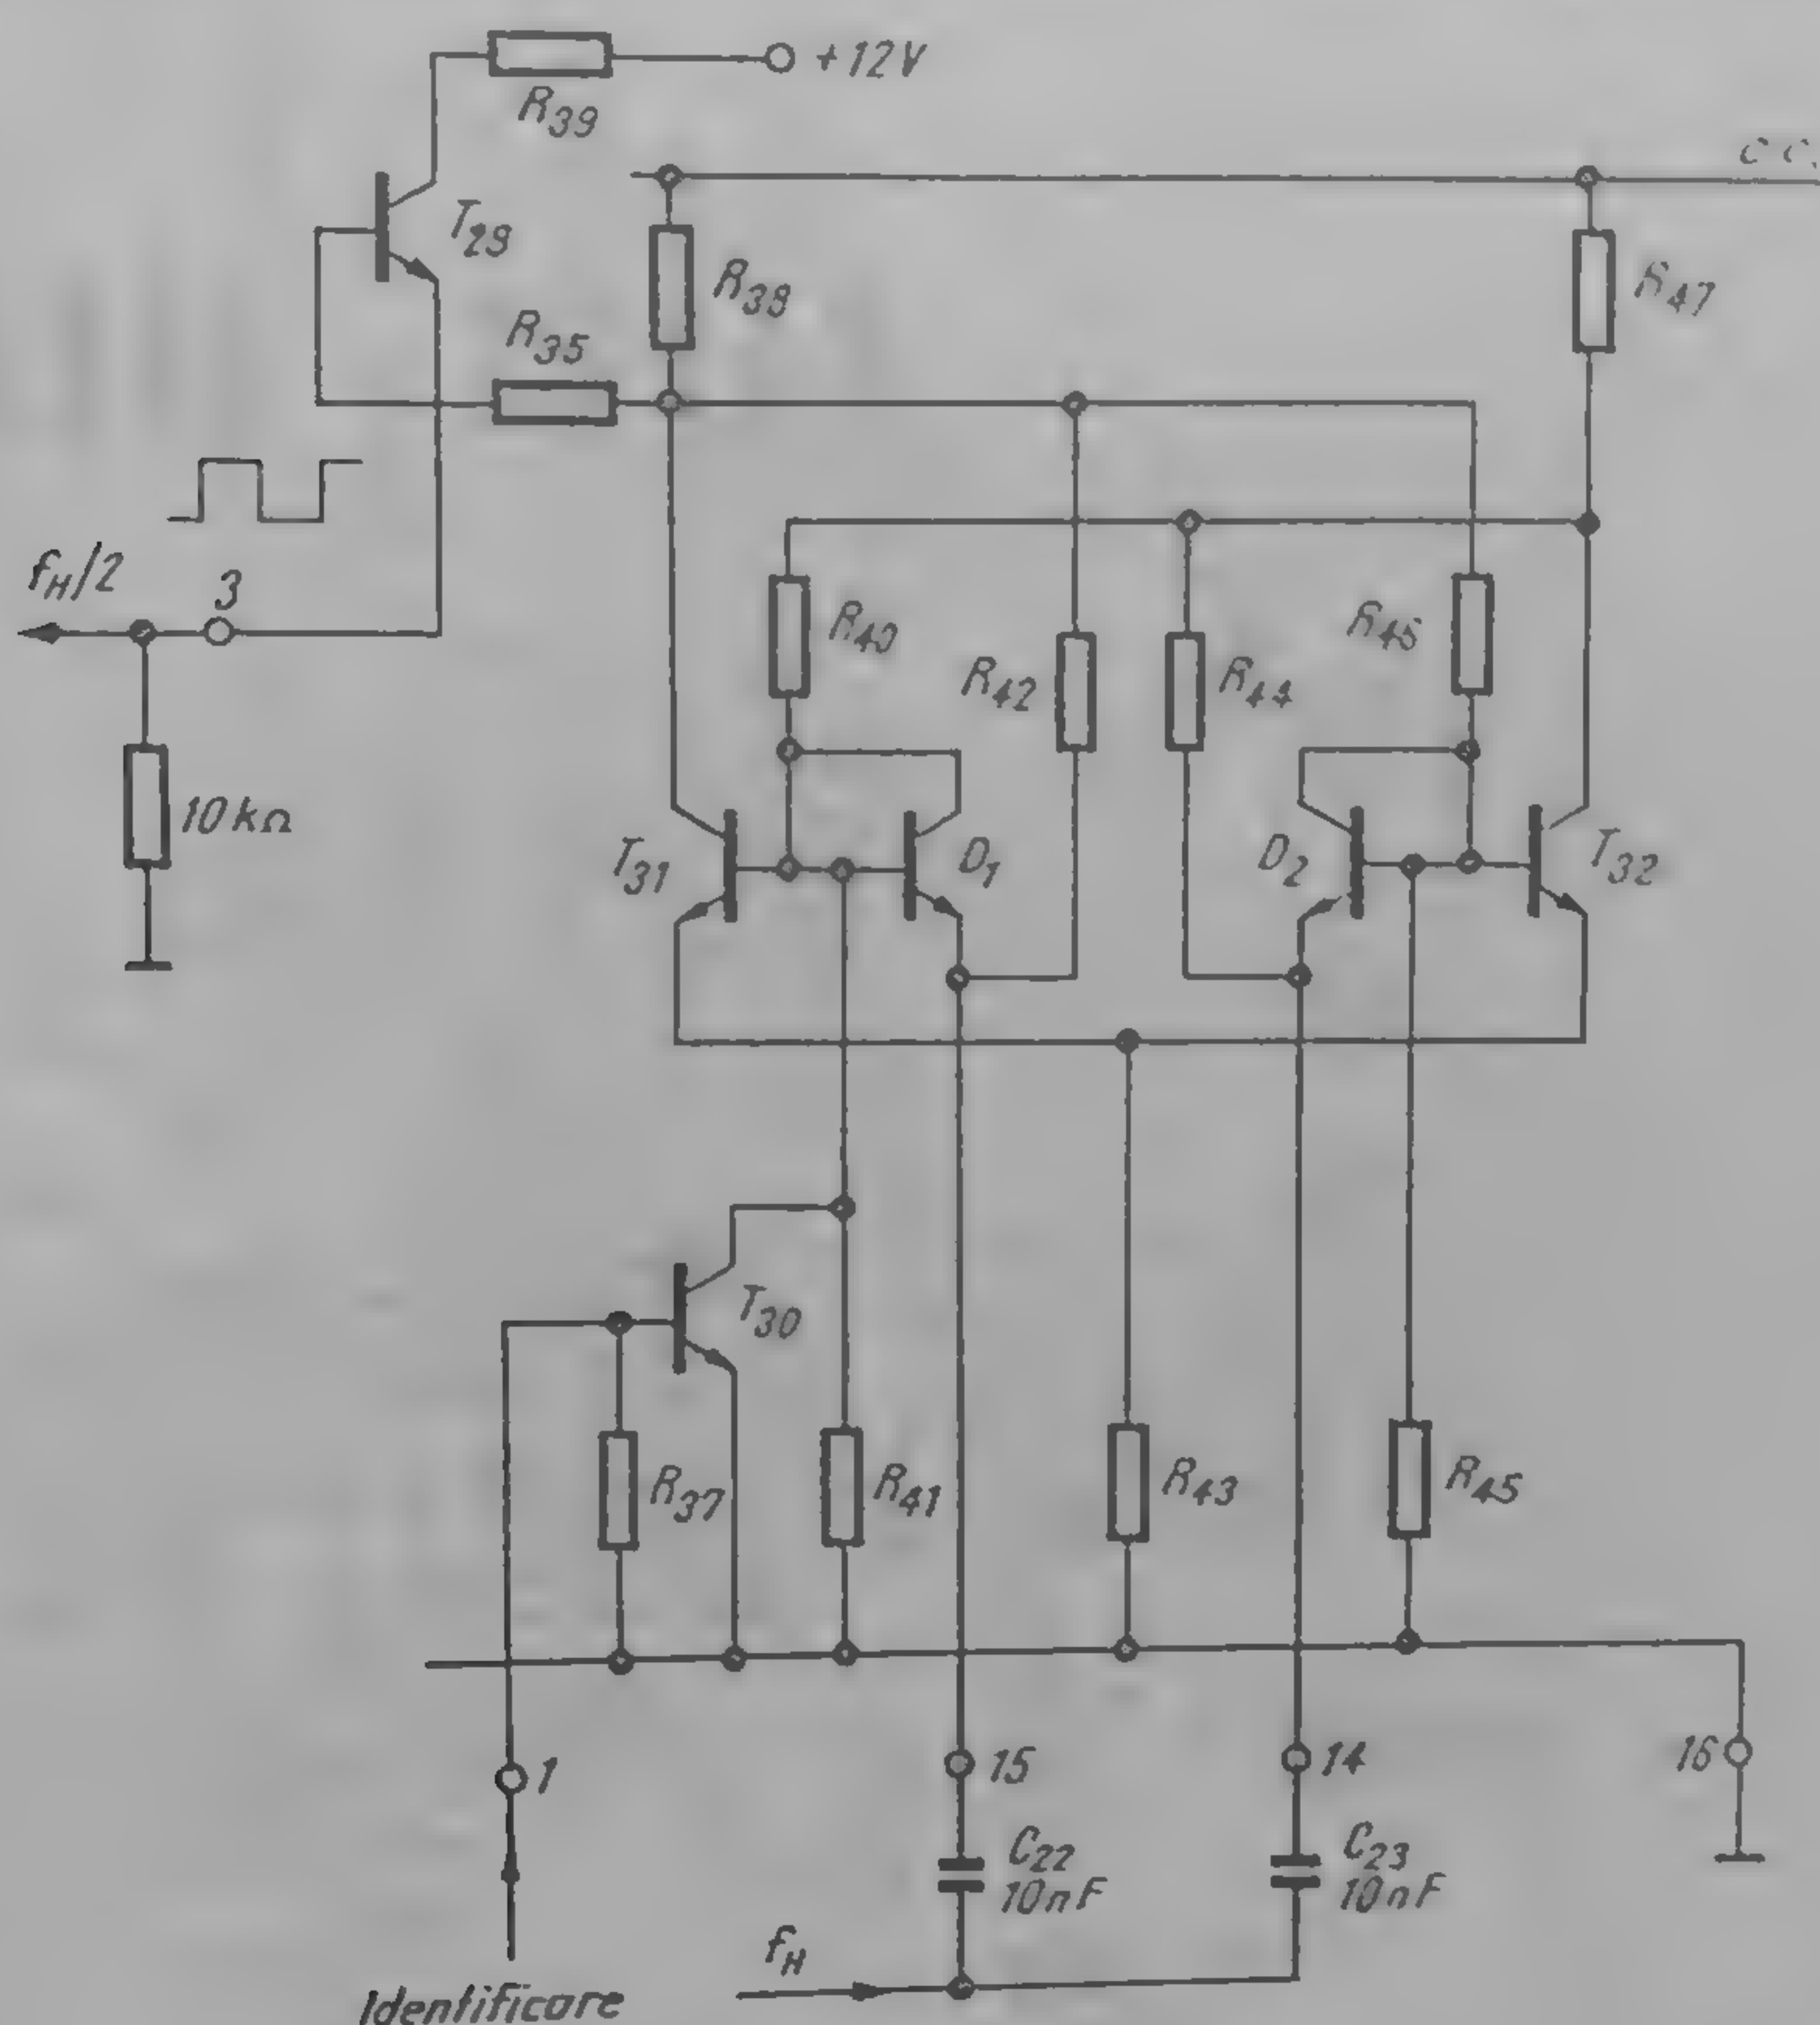 +12V
R39
T29
R38
R47
R35
fH/2
3
R40
R42
R44
R46
10kΩ
T31
D1
D2
T32
T30
R37
R41
R43
R45
1
15
14
16
C22
10nF
C23
10nF
fH
Identificare